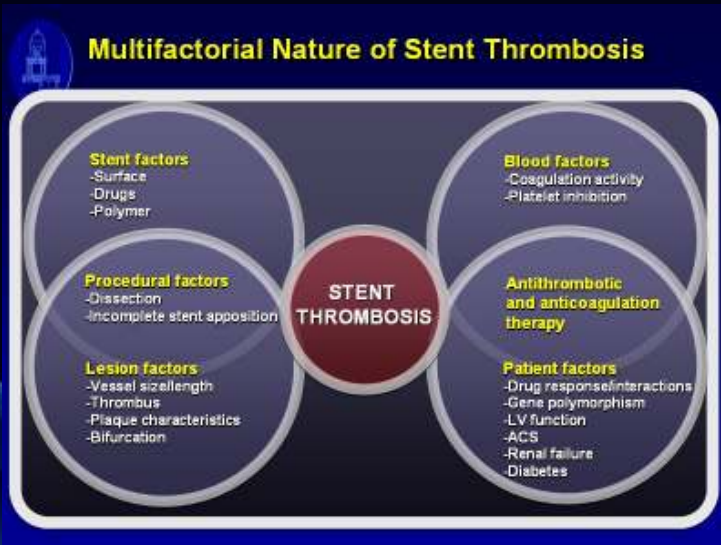 Multifactorial Nature of Stent Thrombosis
Stent factors
-Surface
-Drugs
-Polymer
Procedural factors
-Dissection
-Incomplete stent apposition
Lesion factors
-Vessel size/length
-Thrombus
-Plaque characteristics
-Bifurcation
STENT
THROMBOSIS
Blood factors
-Coagulation activity
-Platelet inhibition
Antithrombotic
and anticoagulation
therapy
Patient factors
-Drug response/interactions
-Gene polymorphism
-LV function
-ACS
-Renal failure
-Diabetes